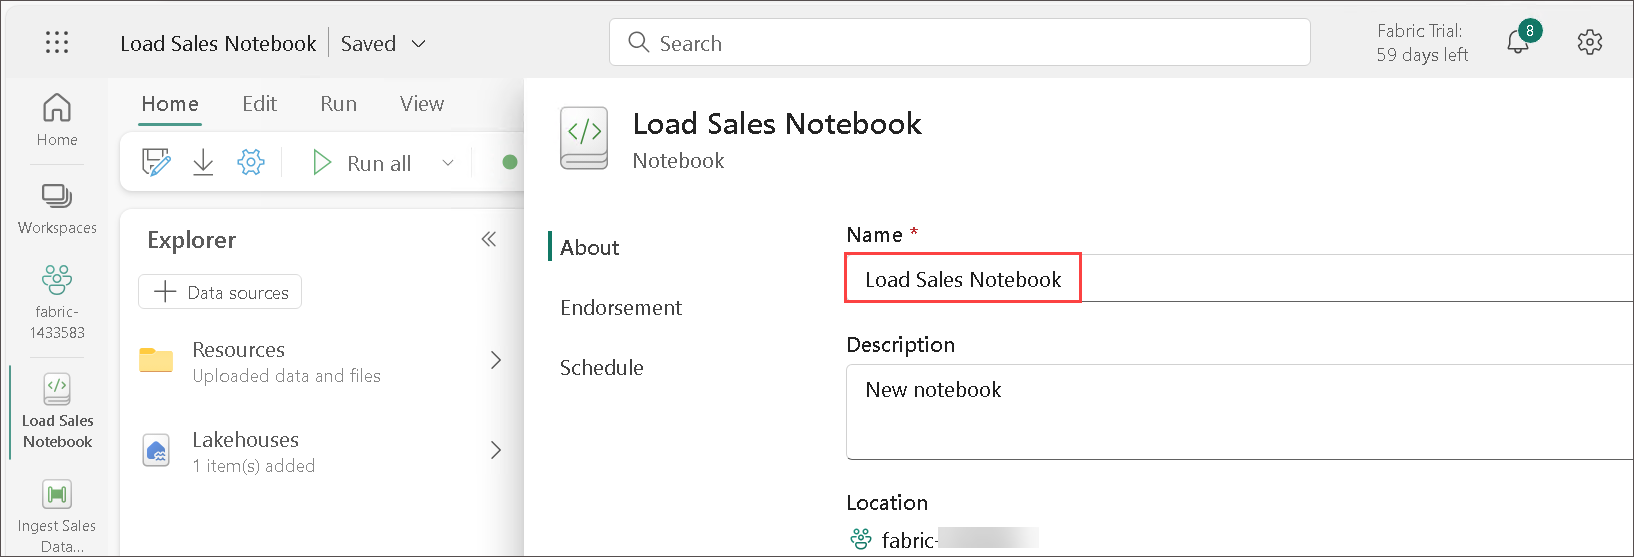 Load Sales Notebook | Saved
Search
Fabric Trial:
59 days left
8
Home
Workspaces
fabric-
1433583
Load Sales
Notebook
Ingest Sales
Data...
Home Edit Run View
Run all
Explorer
Data sources
Resources
Uploaded data and files
Lakehouses
1 item(s) added
Load Sales Notebook
Notebook
About
Endorsement
Schedule
Name *
Load Sales Notebook
Description
New notebook
Location
fabric-